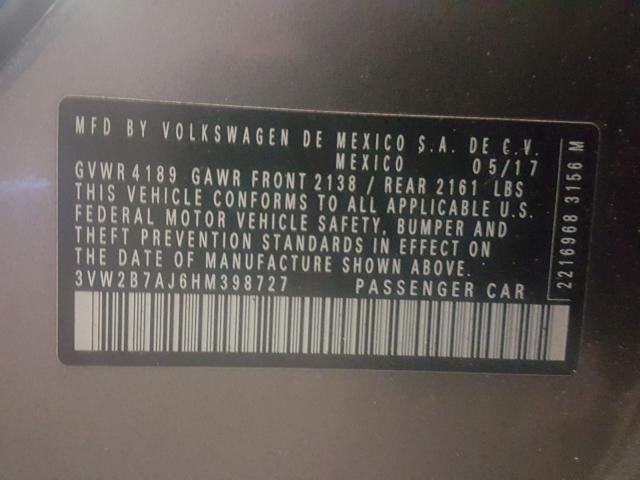 MFD BY VOLKSWAGEN DE MEXICO S.A. DE C.V.
MEXICO 05/17
GVWR 4189 GAWR FRONT 2138 / REAR 2161 LBS
THIS VEHICLE CONFORMS TO ALL APPLICABLE U.S.
FEDERAL MOTOR VEHICLE SAFETY, BUMPER AND
THEFT PREVENTION STANDARDS IN EFFECT ON
THE DATE OF MANUFACTURE SHOWN ABOVE.
3VW2B7AJ6HM398727 PASSENGER CAR
2216968 3156 M